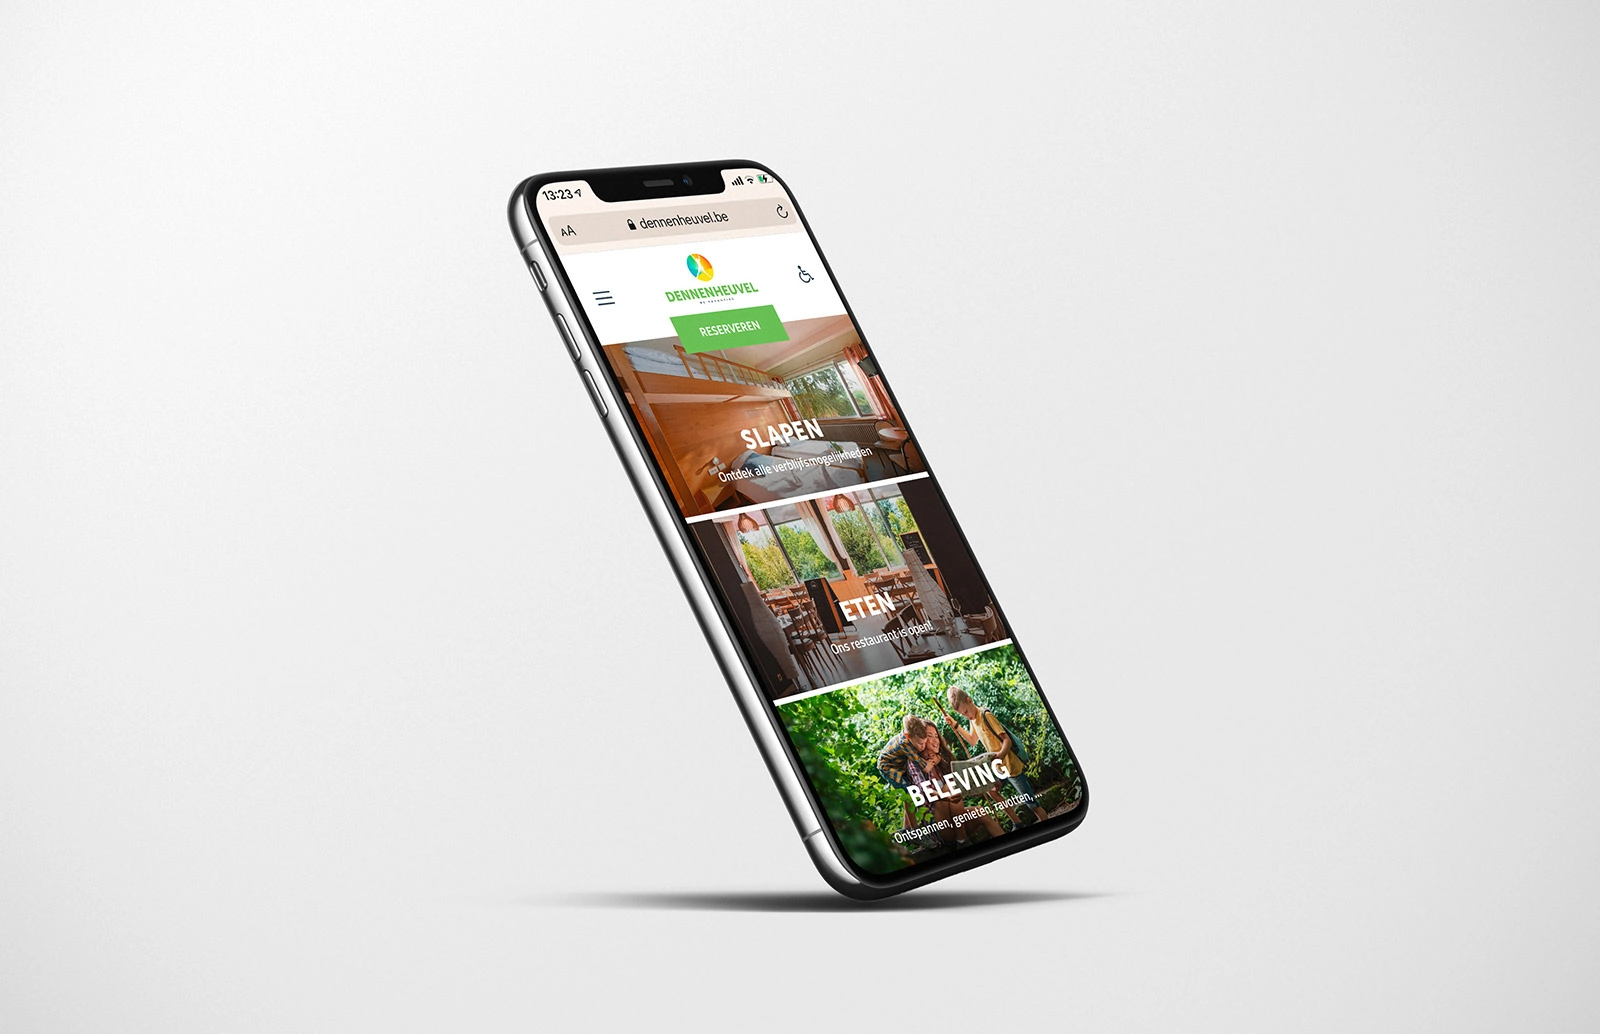 13:23
AA dennenheuvel.be
DENNENHEUVEL
RESERVEREN
SLAPEN
Ontdek alle verblijfsmogelijkheden
ETEN
Ons restaurant is open!
BELEVING
Ontspannen, genieten, ravotten, ...